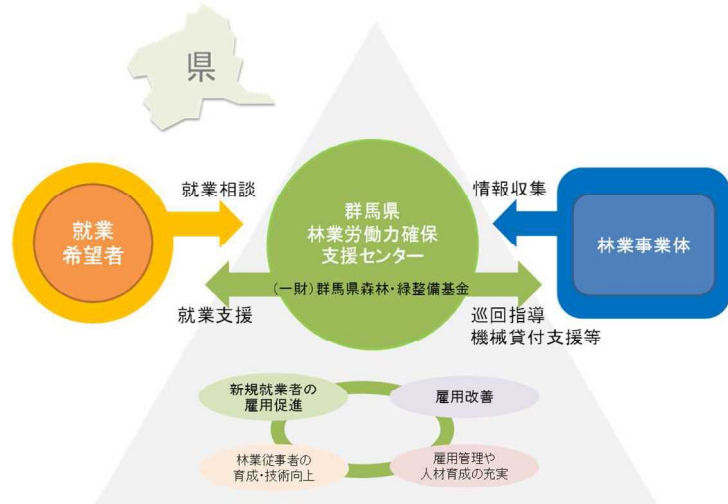 県
就業相談
情報収集
就業
希望者
群馬県
林業労働力確保
支援センター
林業事業体
(一財)群馬県森林・緑整備基金
就業支援
巡回指導
機械貸付支援等
新規就業者の
雇用促進
雇用改善
林業従事者の
育成・技術向上
雇用管理や
人材育成の充実